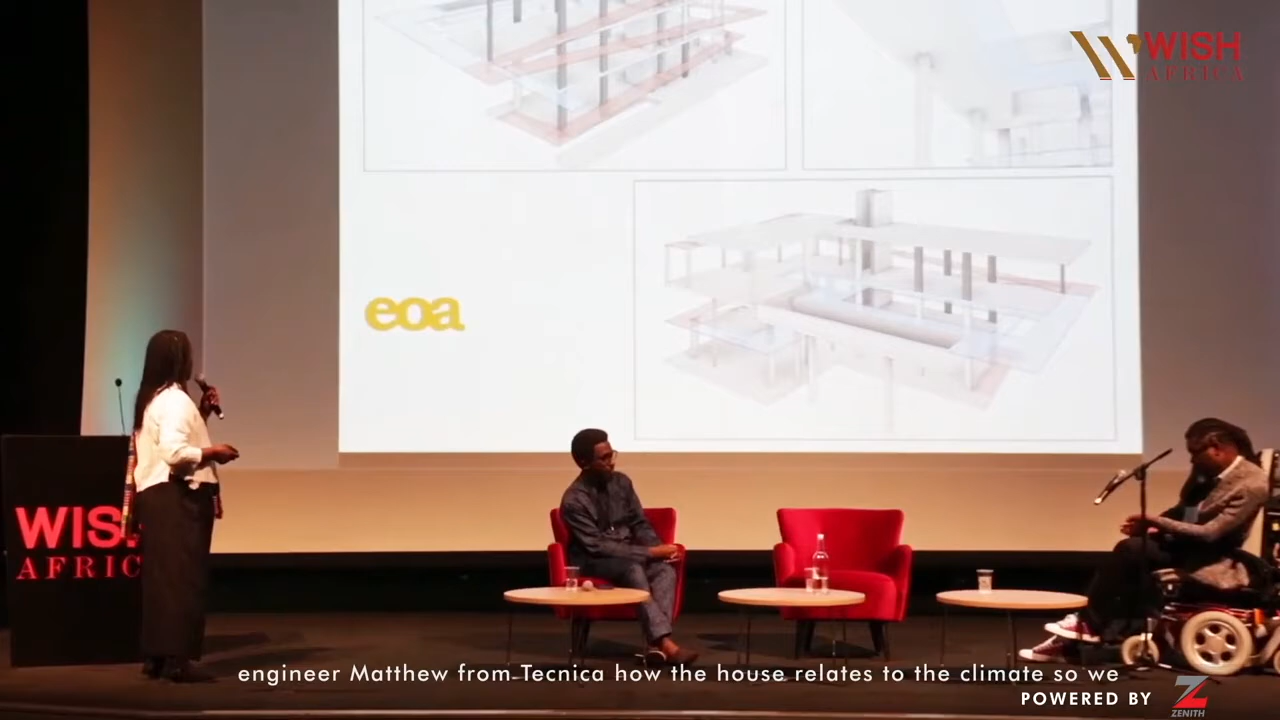 WISH
AFRICA
eoa
WIS
AFRIC
engineer Matthew from Tecnica how the house relates to the climate so we
POWERED BY
ZENITH